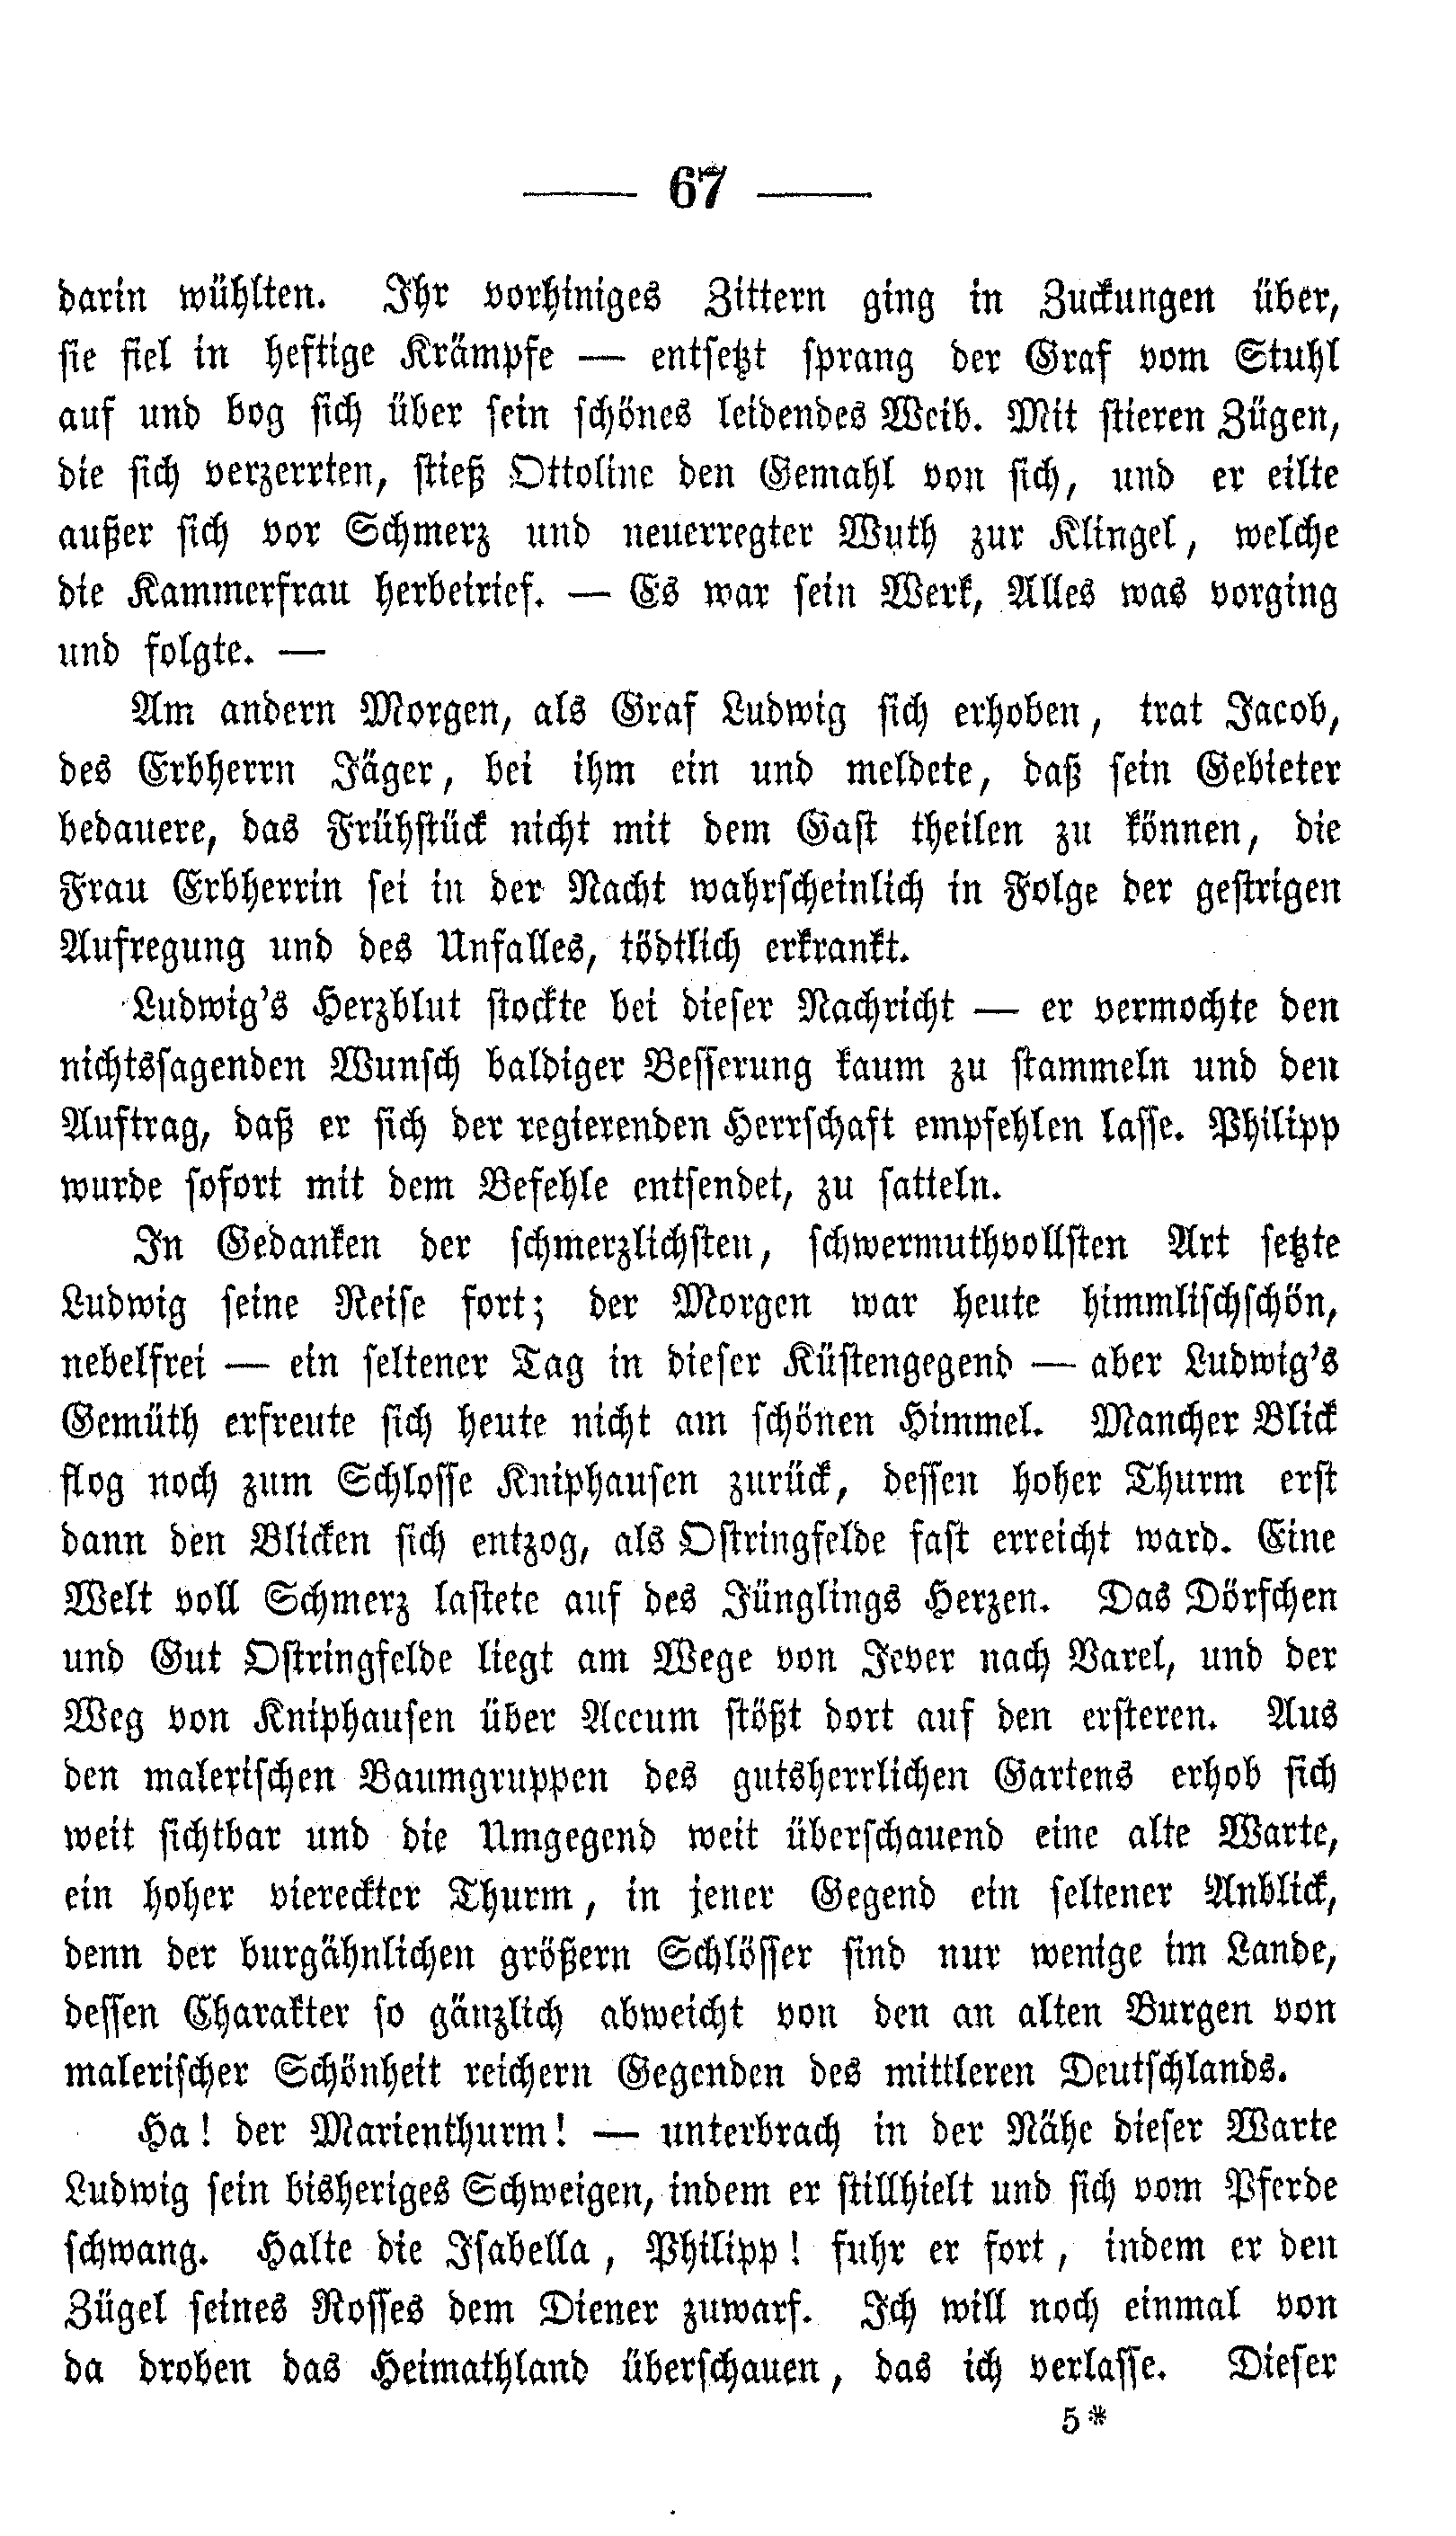 — 67 —
darin wühlten. Ihr vorhiniges Zittern ging in Zuckungen über,
sie fiel in heftige Krämpfe — entsetzt sprang der Graf vom Stuhl
auf und bog sich über sein schönes leidendes Weib. Mit stieren Zügen,
die sich verzerrten, stieß Ottoline den Gemahl von sich, und er eilte
außer sich vor Schmerz und neuerregter Wuth zur Klingel, welche
die Kammerfrau herbeirief. — Es war sein Werk, Alles was vorging
und folgte. —
Am andern Morgen, als Graf Ludwig sich erhoben, trat Jacob,
des Erbherrn Jäger, bei ihm ein und meldete, daß sein Gebieter
bedauere, das Frühstück nicht mit dem Gast theilen zu können, die
Frau Erbherrin sei in der Nacht wahrscheinlich in Folge der gestrigen
Aufregung und des Unfalles, tödtlich erkrankt.
Ludwig's Herzblut stockte bei dieser Nachricht — er vermochte den
nichtssagenden Wunsch baldiger Besserung kaum zu stammeln und den
Auftrag, daß er sich der regierenden Herrschaft empfehlen lasse. Philipp
wurde sofort mit dem Befehle entsendet, zu satteln.
In Gedanken der schmerzlichsten, schwermuthvollsten Art setzte
Ludwig seine Reise fort; der Morgen war heute himmlischschön,
nebelfrei — ein seltener Tag in dieser Küstengegend — aber Ludwig's
Gemüth erfreute sich heute nicht am schönen Himmel. Mancher Blick
flog noch zum Schlosse Kniphausen zurück, dessen hoher Thurm erst
dann den Blicken sich entzog, als Ostringfelde fast erreicht ward. Eine
Welt voll Schmerz lastete auf des Jünglings Herzen. Das Dörfchen
und Gut Ostringfelde liegt am Wege von Jever nach Varel, und der
Weg von Kniphausen über Accum stößt dort auf den ersteren. Aus
den malerischen Baumgruppen des gutsherrlichen Gartens erhob sich
weit sichtbar und die Umgegend weit überschauend eine alte Warte,
ein hoher viereckter Thurm, in jener Gegend ein seltener Anblick,
denn der burgähnlichen größern Schlösser sind nur wenige im Lande,
dessen Charakter so gänzlich abweicht von den an alten Burgen von
malerischer Schönheit reichern Gegenden des mittleren Deutschlands.
Ha! der Marienthurm! — unterbrach in der Nähe dieser Warte
Ludwig sein bisheriges Schweigen, indem er stillhielt und sich vom Pferde
schwang. Halte die Isabella, Philipp! fuhr er fort, indem er den
Zügel seines Rosses dem Diener zuwarf. Ich will noch einmal von
da droben das Heimathland überschauen, das ich verlasse. Dieser
5*